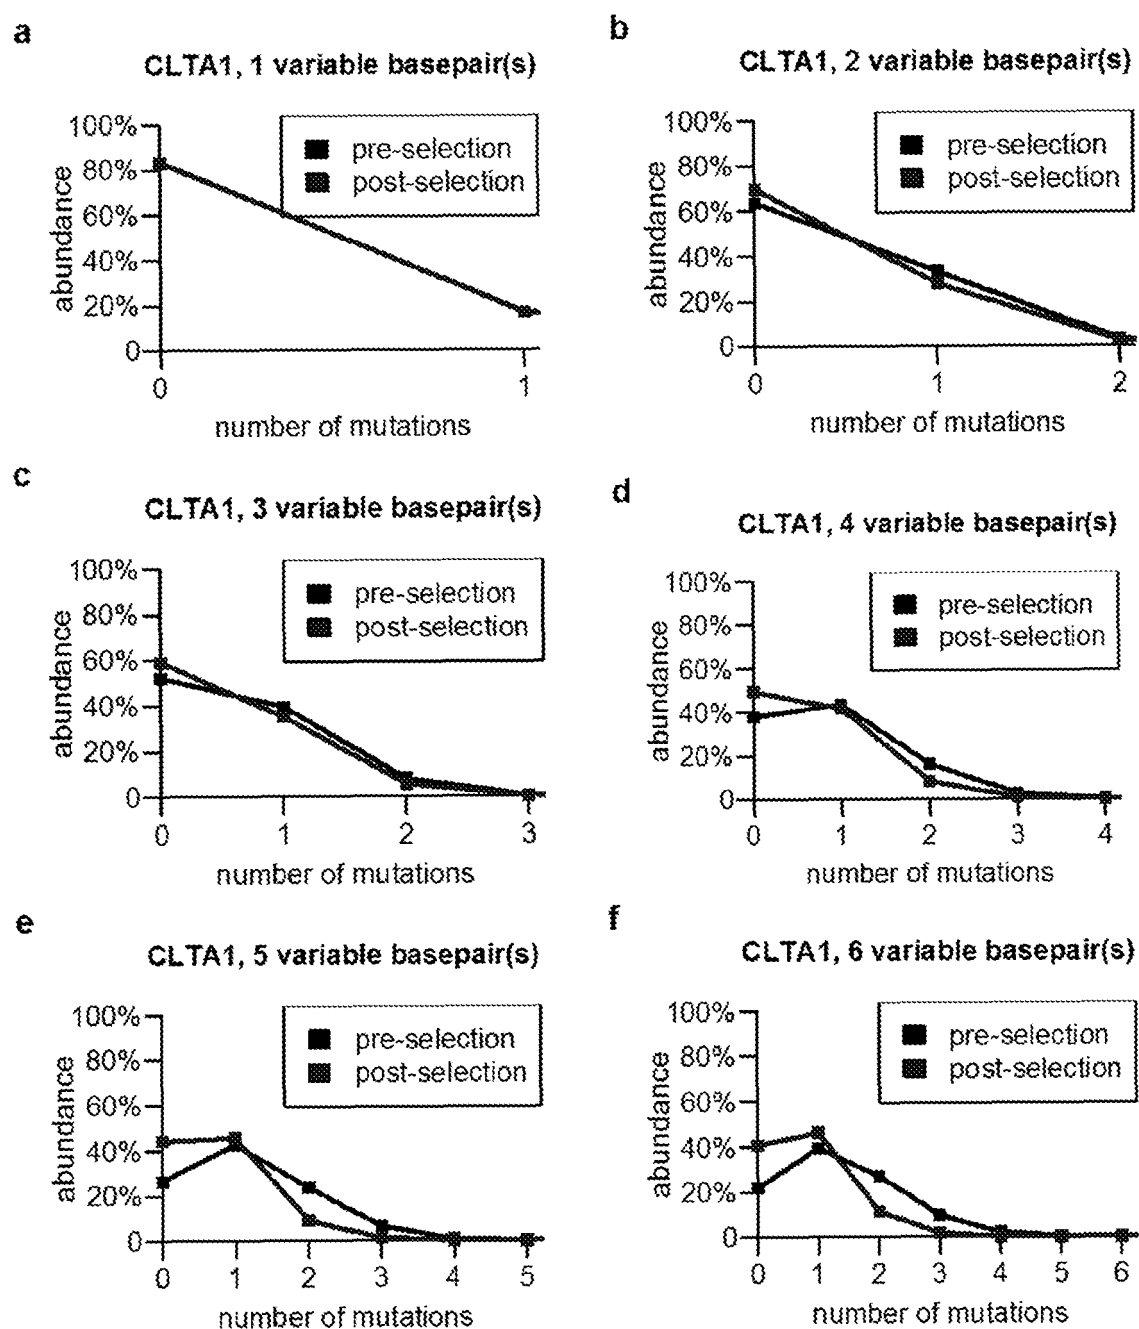 a
CLTA1, 1 variable basepair(s)
100%
80%
60%
40%
20%
0
abundance
pre-selection
post-selection
0 1
number of mutations
b
CLTA1, 2 variable basepair(s)
100%
80%
60%
40%
20%
0
abundance
pre-selection
post-selection
0 1 2
number of mutations
c
CLTA1, 3 variable basepair(s)
100%
80%
60%
40%
20%
0
abundance
pre-selection
post-selection
0 1 2 3
number of mutations
d
CLTA1, 4 variable basepair(s)
100%
80%
60%
40%
20%
0
abundance
pre-selection
post-selection
0 1 2 3 4
number of mutations
e
CLTA1, 5 variable basepair(s)
100%
80%
60%
40%
20%
0
abundance
pre-selection
post-selection
0 1 2 3 4 5
number of mutations
f
CLTA1, 6 variable basepair(s)
100%
80%
60%
40%
20%
0
abundance
pre-selection
post-selection
0 1 2 3 4 5 6
number of mutations